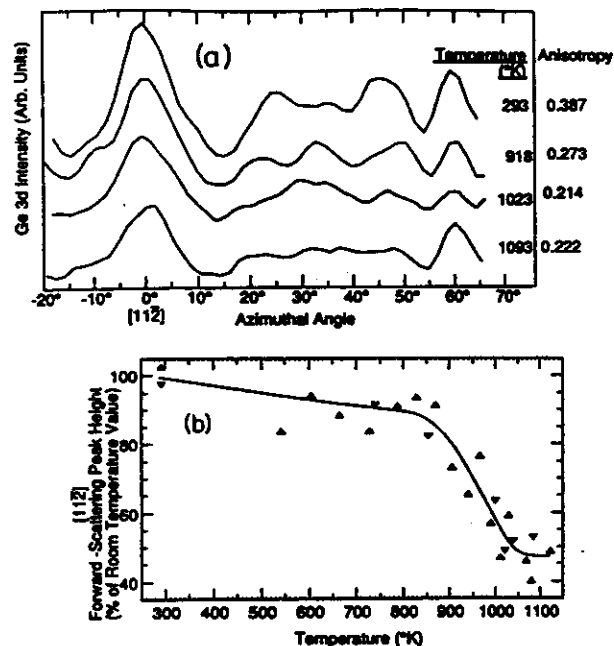 (a)
Temperature Anisotropy
(°K)
293 0.387
918 0.273
1023 0.214
1093 0.222
Ge 3d Intensity (Arb. Units)
-20° -10° 0° 10° 20° 30° 40° 50° 60° 70°
[112̄]
Azimuthal Angle
(b)
[112̄]
Forward-Scattering Peak Height
(% of Room Temperature Value)
100
80
60
40
300 400 500 600 700 800 900 1000 1100
Temperature (°K)